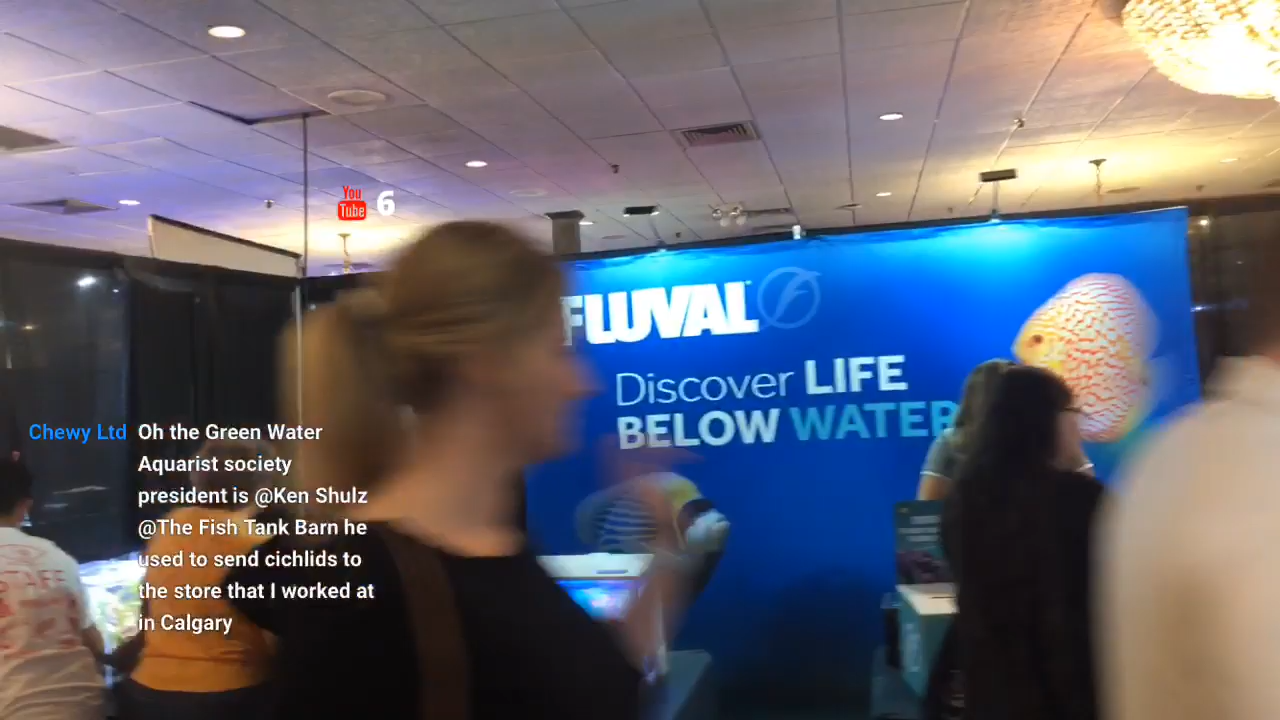 You
Tube 6
FLUVAL
Discover LIFE
BELOW WATER
Chewy Ltd Oh the Green Water
Aquarist society
president is @Ken Shulz
@The Fish Tank Barn he
used to send cichlids to
the store that I worked at
in Calgary
STAFF